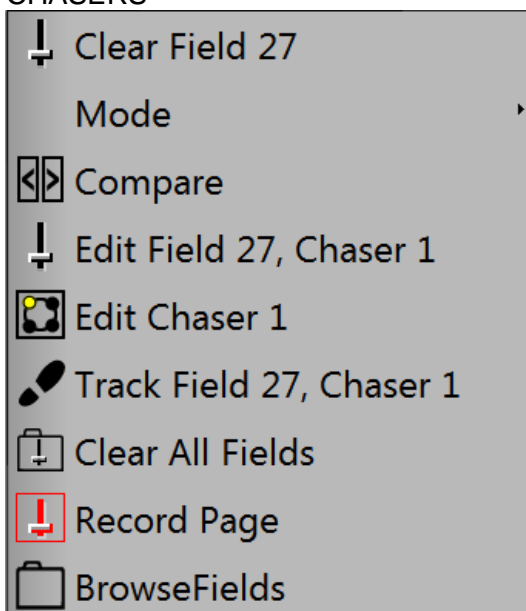 CHASERS
Clear Field 27
Mode
Compare
Edit Field 27, Chaser 1
Edit Chaser 1
Track Field 27, Chaser 1
Clear All Fields
Record Page
BrowseFields